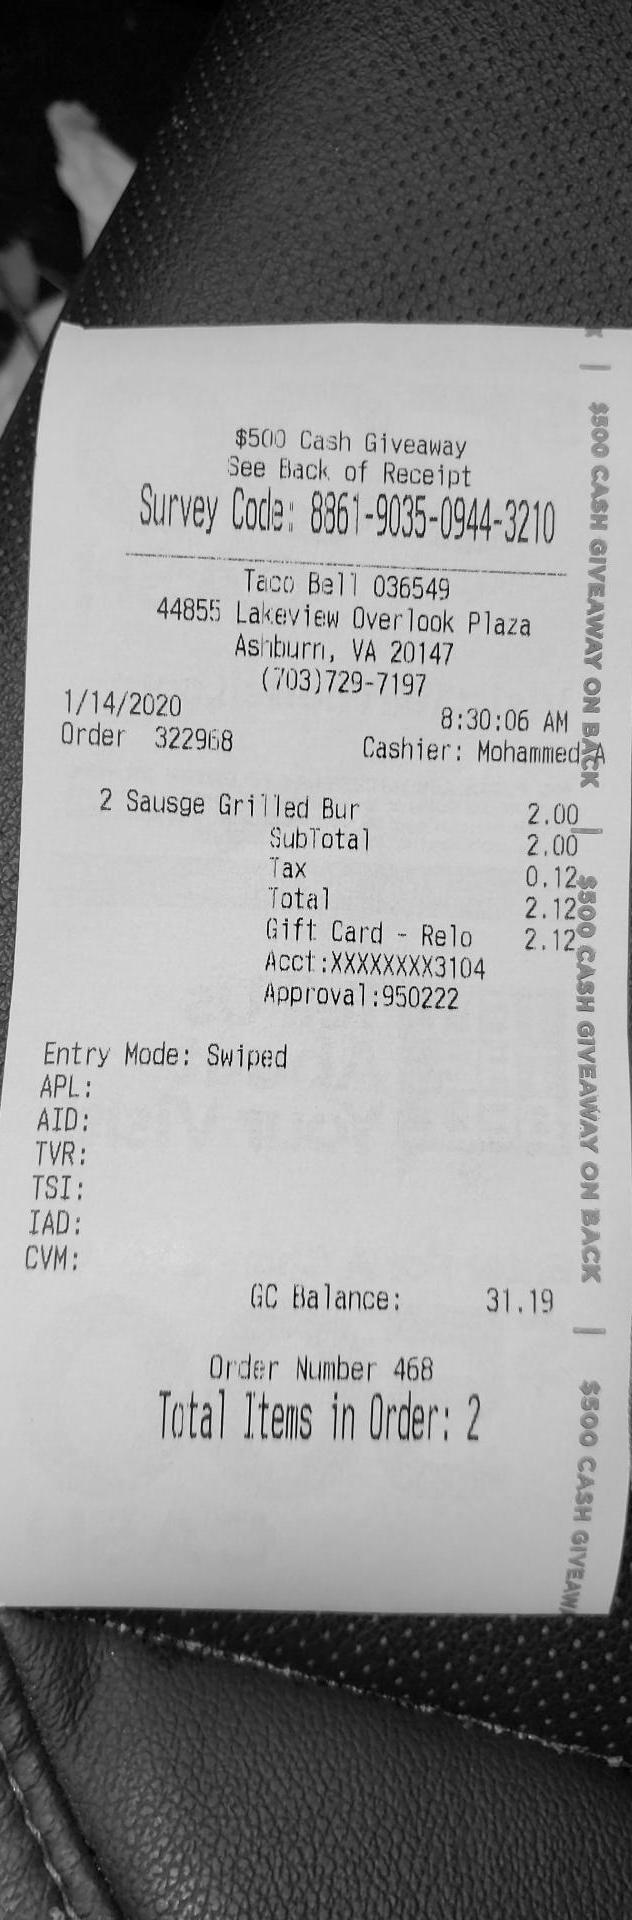 $500 Cash Giveaway
See Back of Receipt
Survey Code: 8861-9035-0944-3210
Taco Bell 036549
44855 Lakeview Overlook Plaza
Ashburn, VA 20147
(703)729-7197
1/14/2020 8:30:06 AM
Order 322968 Cashier: Mohammed A
2 Sausge Grilled Bur 2.00
SubTotal 2.00
Tax 0.12
Total 2.12
Gift Card - Relo 2.12
Acct:XXXXXXXX3104
Approval:950222
Entry Mode: Swiped
APL:
AID:
TVR:
TSI:
IAD:
CVM:
GC Balance: 31.19
Order Number 468
Total Items in Order: 2
| $500 CASH GIVEAWAY ON BACK | $500 CASH GIVEAWAY ON BACK | $500 CASH